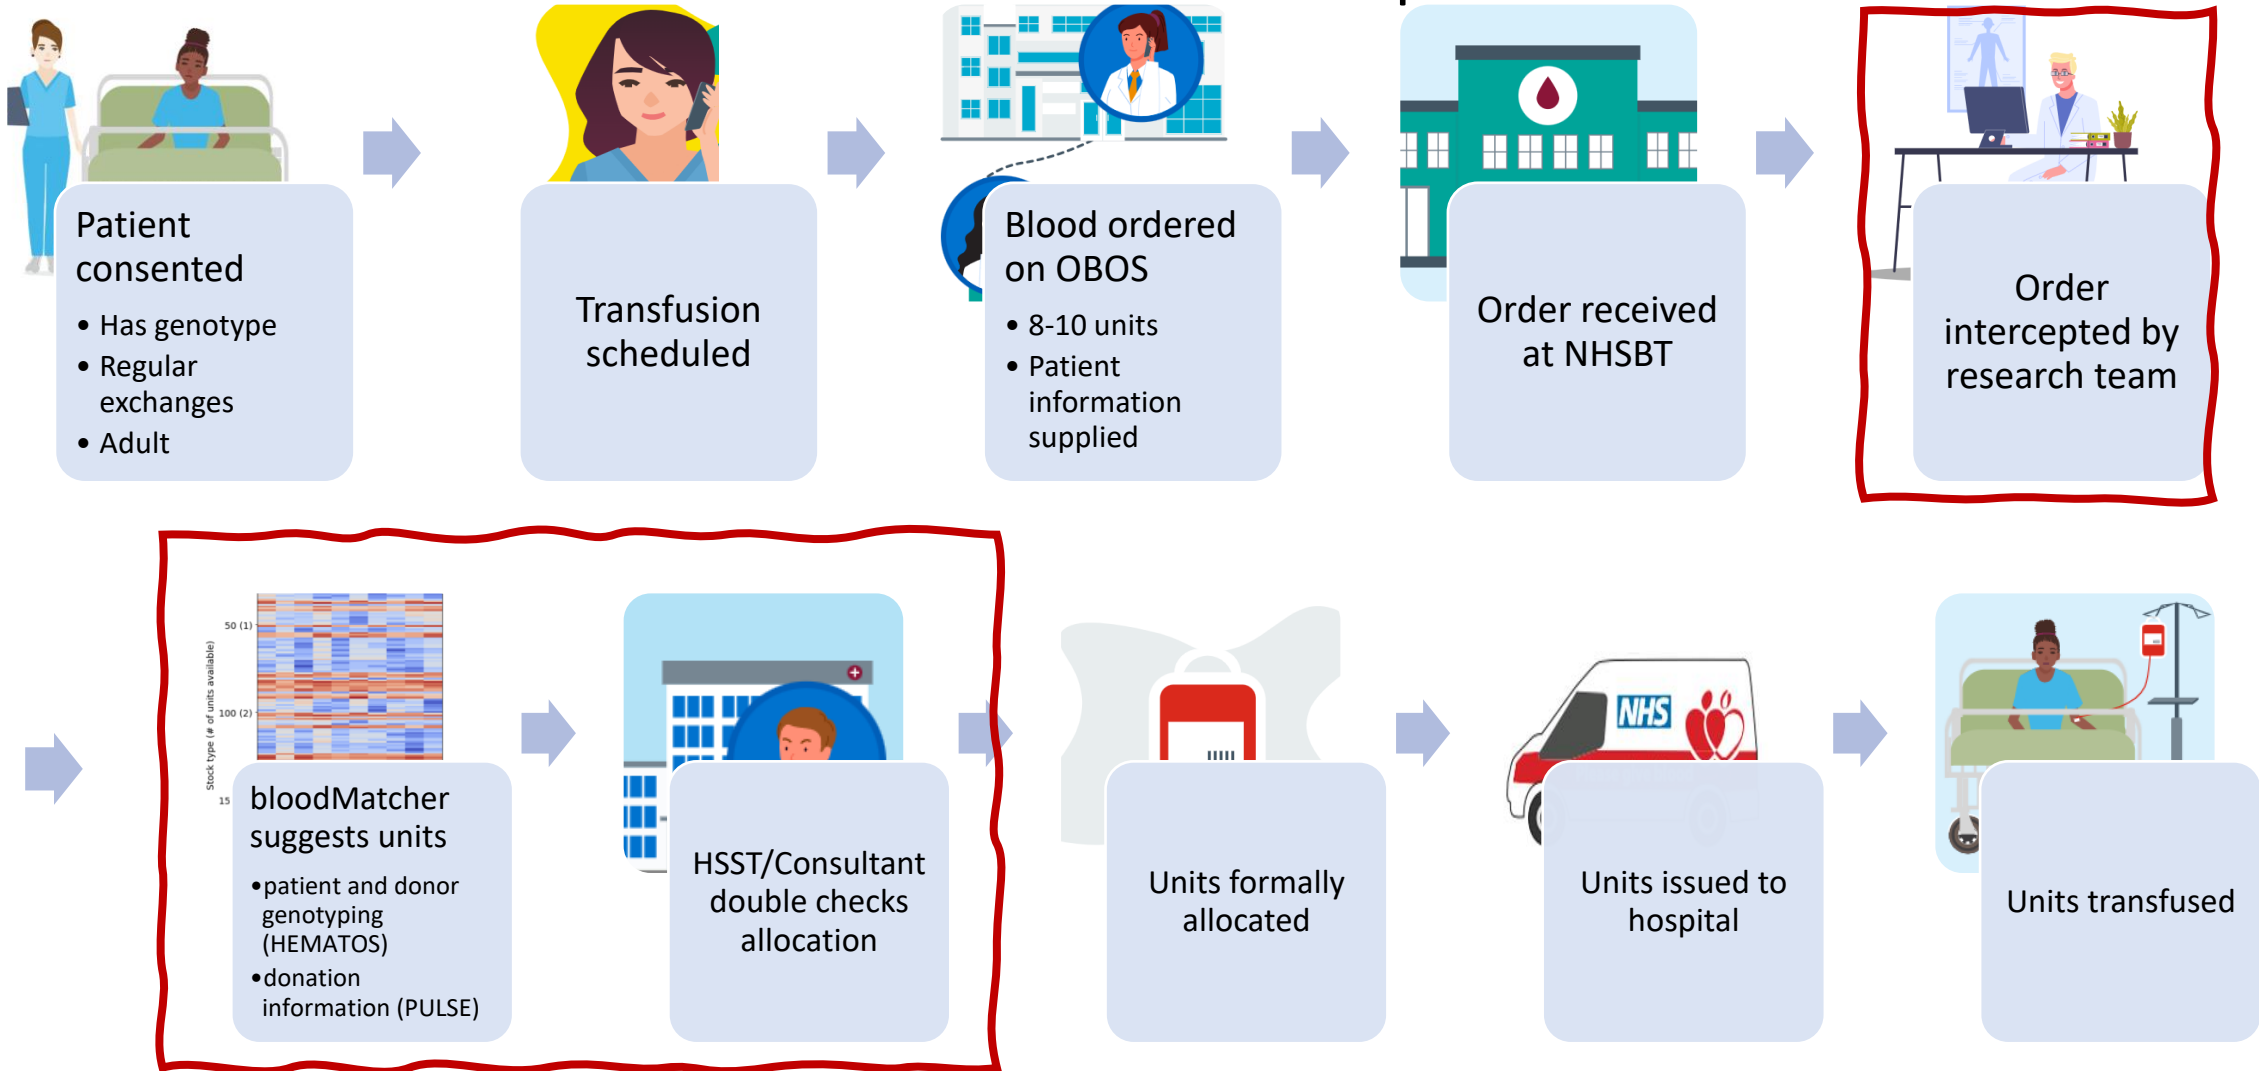 Patient
consented
• Has genotype
• Regular
exchanges
• Adult
Transfusion
scheduled
Blood ordered
on OBOS
• 8-10 units
• Patient
information
supplied
Order received
at NHSBT
Order
intercepted by
research team
Stock type (# of units available)
50 (1)
100 (2)
15
bloodMatcher
suggests units
•patient and donor
genotyping
(HEMATOS)
•donation
information (PULSE)
HSST/Consultant
double checks
allocation
Units formally
allocated
NHS
Units issued to
hospital
Units transfused